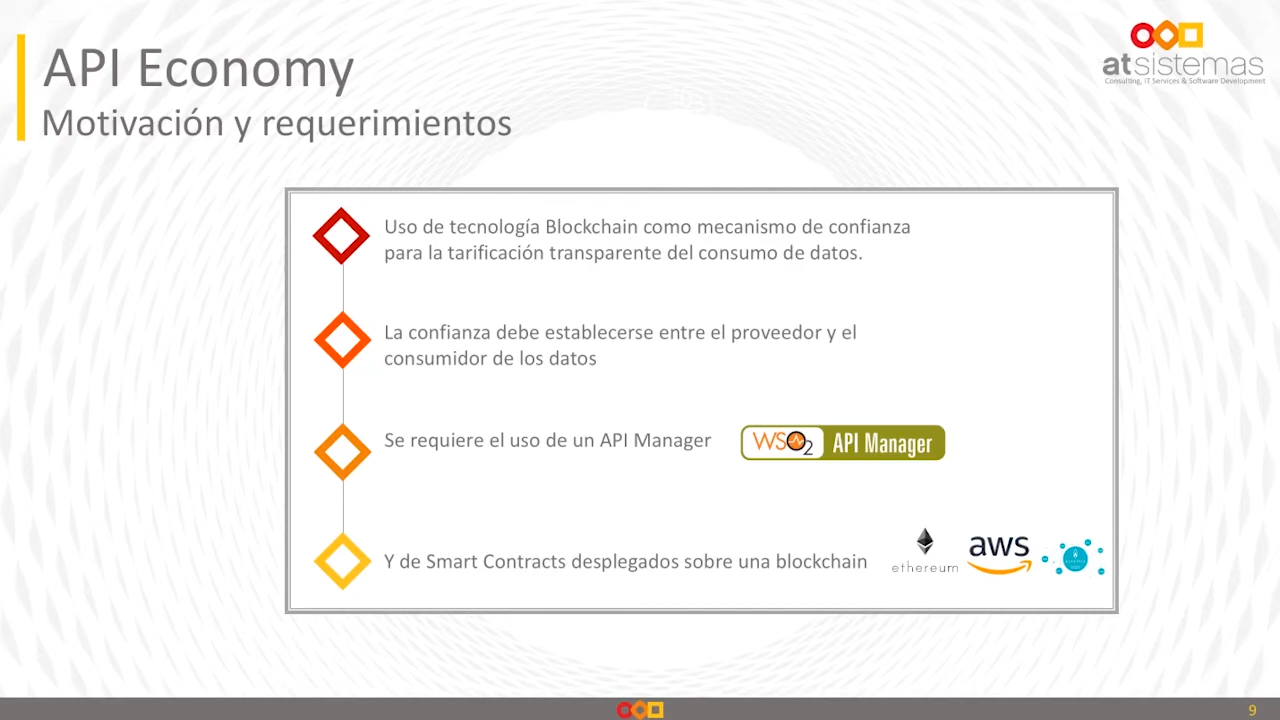 API Economy
Motivación y requerimientos
atsistemas
Consulting, IT Services & Software Development
Uso de tecnología Blockchain como mecanismo de confianza
para la tarificación transparente del consumo de datos.
La confianza debe establecerse entre el proveedor y el
consumidor de los datos
Se requiere el uso de un API Manager
WSO2 API Manager
Y de Smart Contracts desplegados sobre una blockchain
ethereum
aws
9